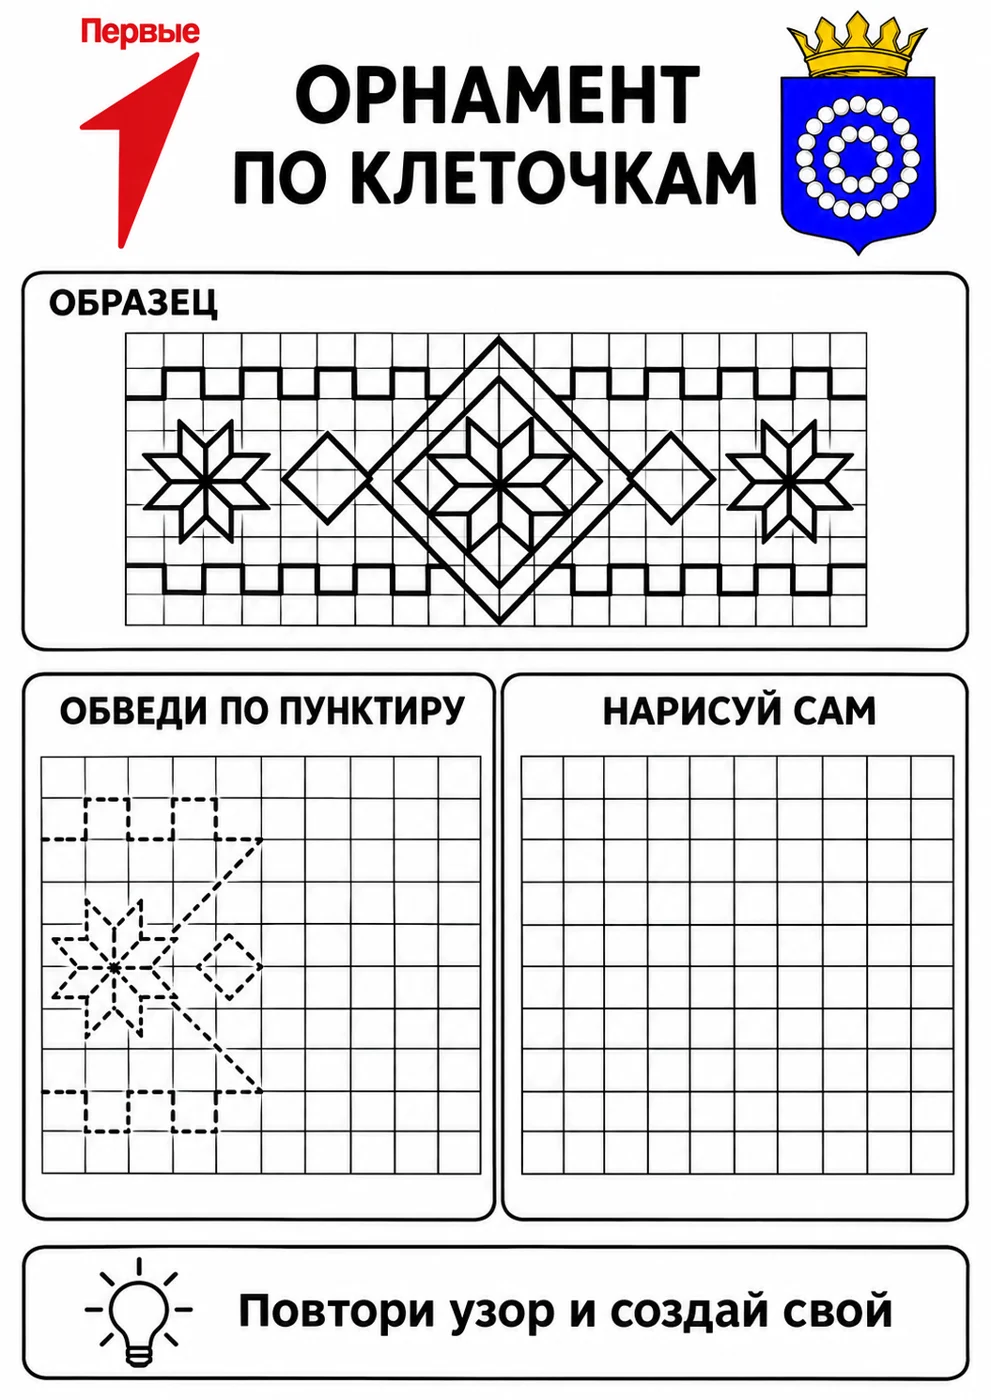 Первые
ОРНАМЕНТ
ПО КЛЕТОЧКАМ
ОБРАЗЕЦ
ОБВЕДИ ПО ПУНКТИРУ
НАРИСУЙ САМ
Повтори узор и создай свой